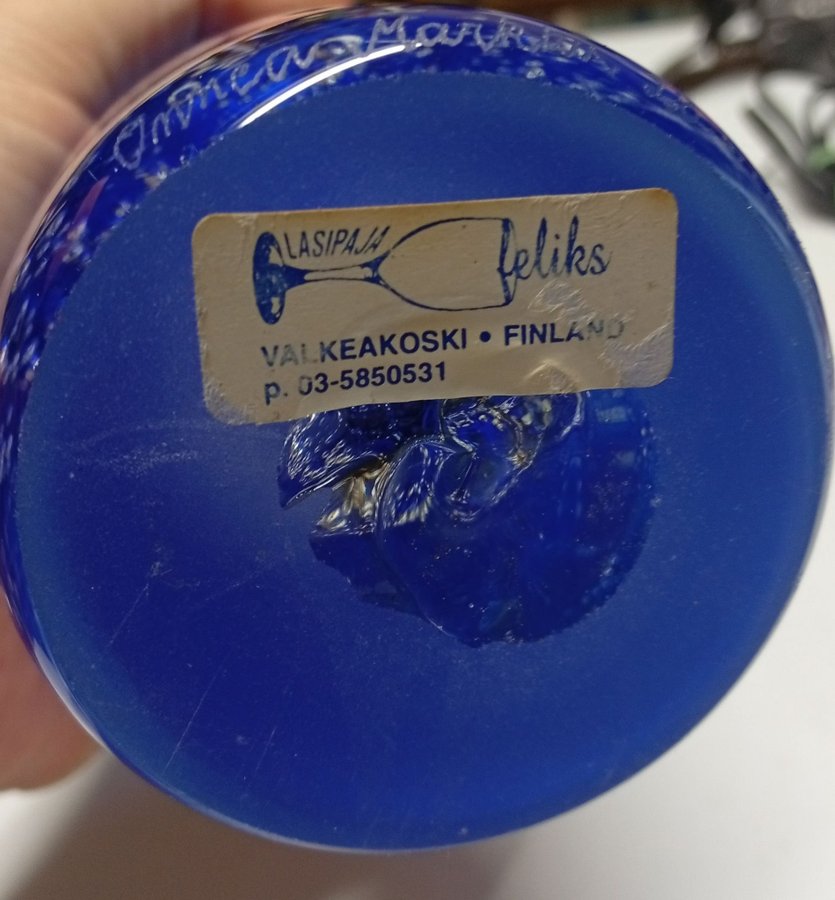 LASIPAJA feliks
VALKEAKOSKI • FINLAND
p. 03-5850531